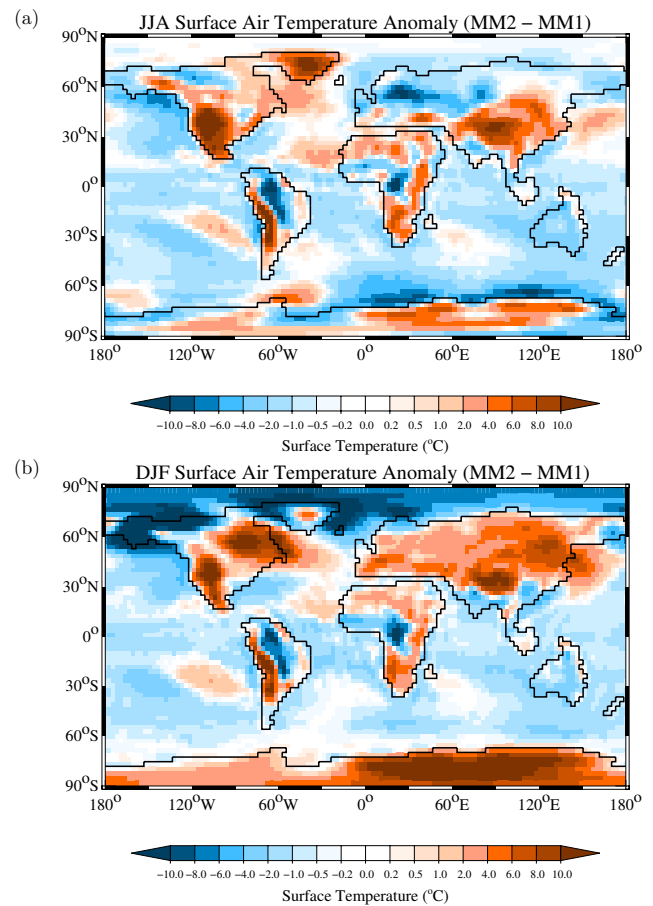 (a)
JJA Surface Air Temperature Anomaly (MM2 − MM1)
90°N
60°N
30°N
0°
30°S
60°S
90°S
180° 120°W 60°W 0° 60°E 120°E 180°
−10.0 −8.0 −6.0 −4.0 −2.0 −1.0 −0.5 −0.2 0.0 0.2 0.5 1.0 2.0 4.0 6.0 8.0 10.0
Surface Temperature (°C)
(b)
DJF Surface Air Temperature Anomaly (MM2 − MM1)
90°N
60°N
30°N
0°
30°S
60°S
90°S
180° 120°W 60°W 0° 60°E 120°E 180°
−10.0 −8.0 −6.0 −4.0 −2.0 −1.0 −0.5 −0.2 0.0 0.2 0.5 1.0 2.0 4.0 6.0 8.0 10.0
Surface Temperature (°C)